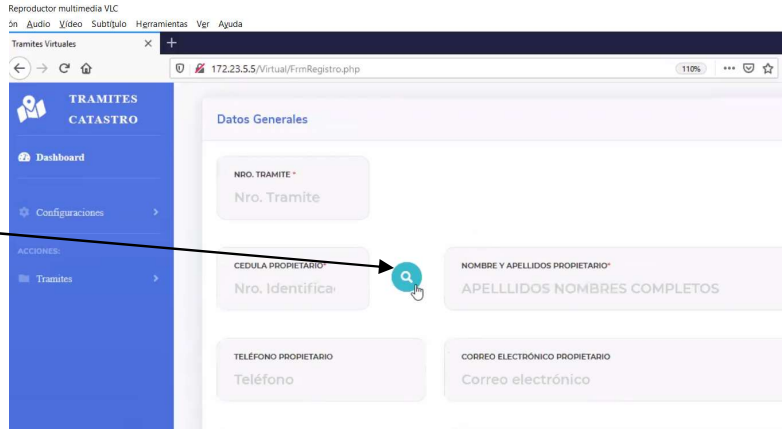 Reproductor multimedia VLC
ón Audio Vídeo Subtítulo Herramientas Ver Ayuda
Tramites Virtuales
172.23.5.5/Virtual/FrmRegistro.php 110%
TRAMITES
CATASTRO
Dashboard
Configuraciones
ACCIONES:
Tramites
Datos Generales
NRO. TRAMITE *
Nro. Tramite
CEDULA PROPIETARIO* NOMBRE Y APELLIDOS PROPIETARIO*
Nro. Identifica APELLLIDOS NOMBRES COMPLETOS
TELÉFONO PROPIETARIO CORREO ELECTRÓNICO PROPIETARIO
Teléfono Correo electrónico